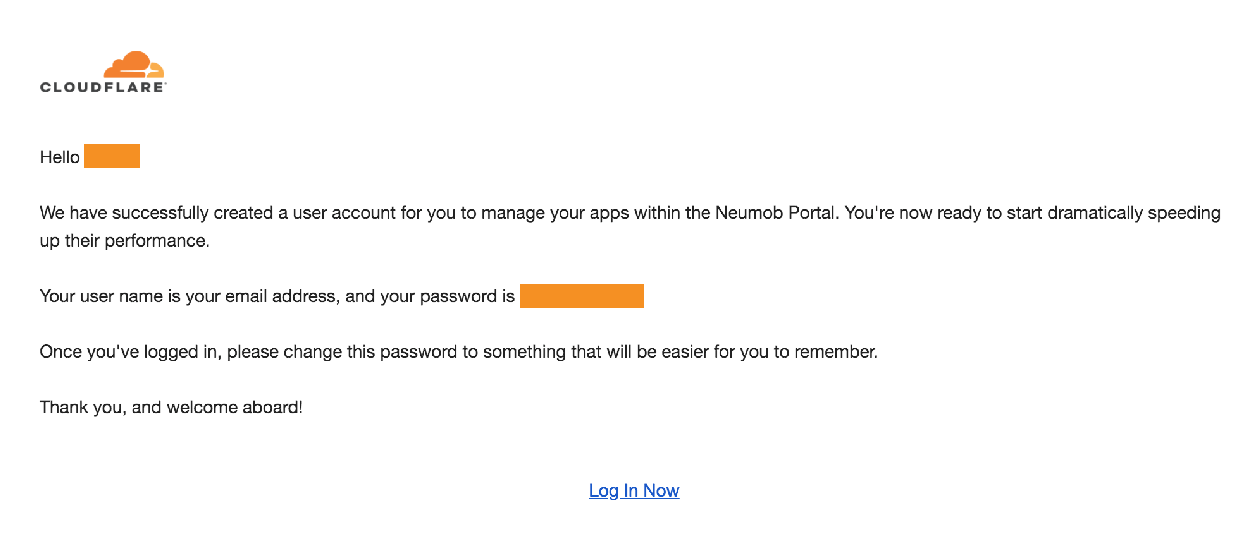 CLOUDFLARE
Hello
We have successfully created a user account for you to manage your apps within the Neumob Portal. You're now ready to start dramatically speeding
up their performance.
Your user name is your email address, and your password is
Once you've logged in, please change this password to something that will be easier for you to remember.
Thank you, and welcome aboard!
Log In Now